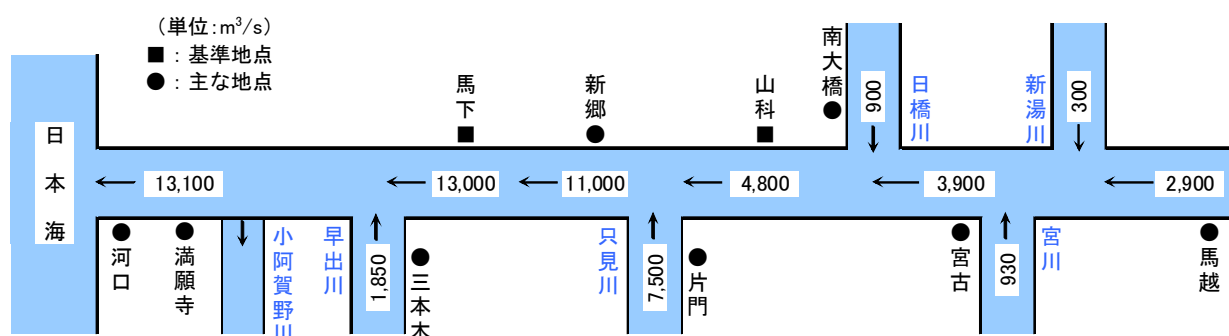 (単位:m³/s)
■:基準地点
●:主な地点
日本海
馬下
新郷
山科
南大橋
900
日橋川
新湯川
300
13,100
13,000
11,000
4,800
3,900
2,900
河口
満願寺
小阿賀野川
早出川
1,850
三本木
只見川
7,500
片門
宮古
930
宮川
馬越